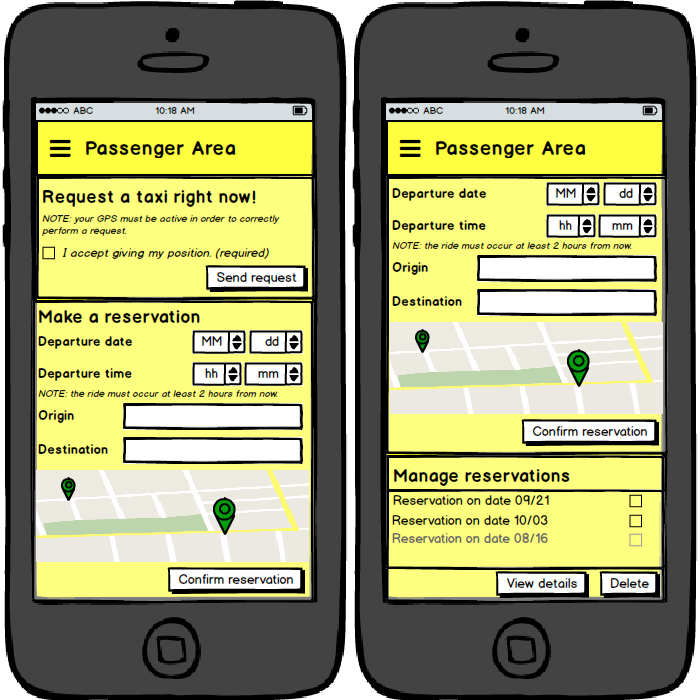 ABC 10:18 AM
Passenger Area
Request a taxi right now!
NOTE: your GPS must be active in order to correctly
perform a request.
I accept giving my position. (required)
Send request
Make a reservation
Departure date MM dd
Departure time hh mm
NOTE: the ride must occur at least 2 hours from now.
Origin
Destination
Confirm reservation
ABC 10:18 AM
Passenger Area
Departure date MM dd
Departure time hh mm
NOTE: the ride must occur at least 2 hours from now.
Origin
Destination
Confirm reservation
Manage reservations
Reservation on date 09/21
Reservation on date 10/03
Reservation on date 08/16
View details Delete